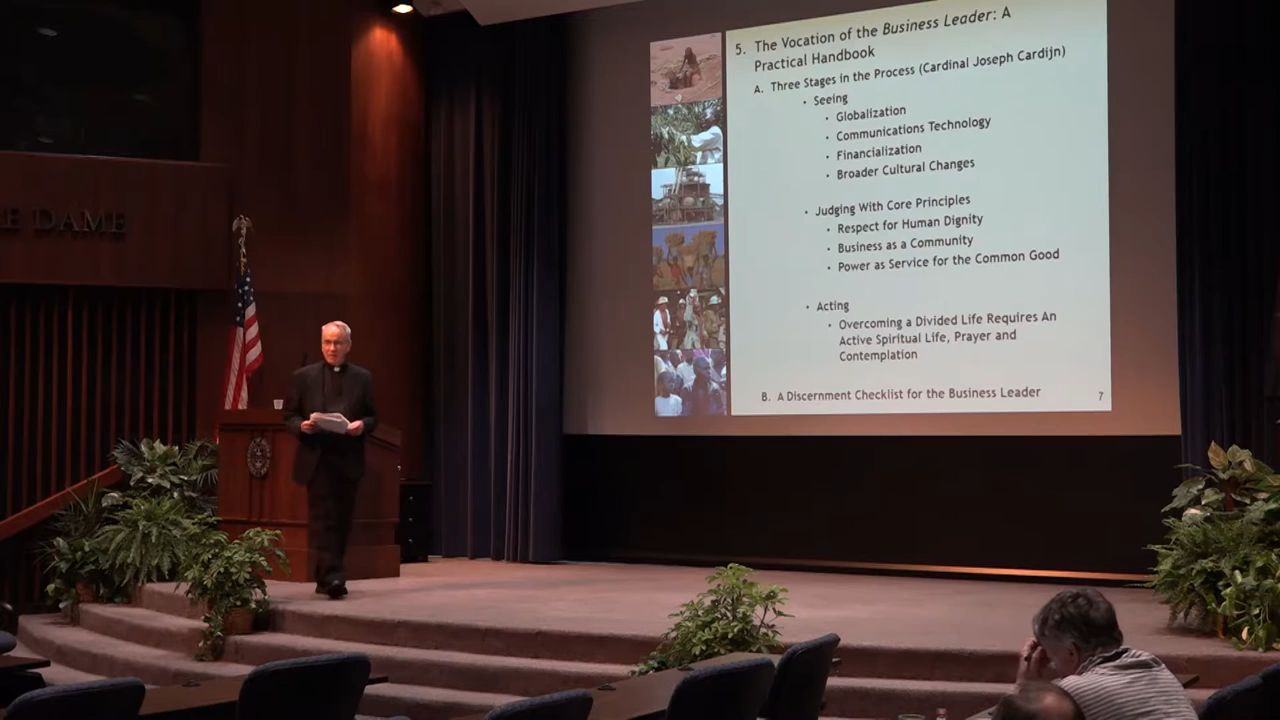 E DAME
5. The Vocation of the Business Leader: A
Practical Handbook
A. Three Stages in the Process (Cardinal Joseph Cardijn)
• Seeing
• Globalization
• Communications Technology
• Financialization
• Broader Cultural Changes
• Judging With Core Principles
• Respect for Human Dignity
• Business as a Community
• Power as Service for the Common Good
• Acting
• Overcoming a Divided Life Requires An
Active Spiritual Life, Prayer and
Contemplation
B. A Discernment Checklist for the Business Leader
7